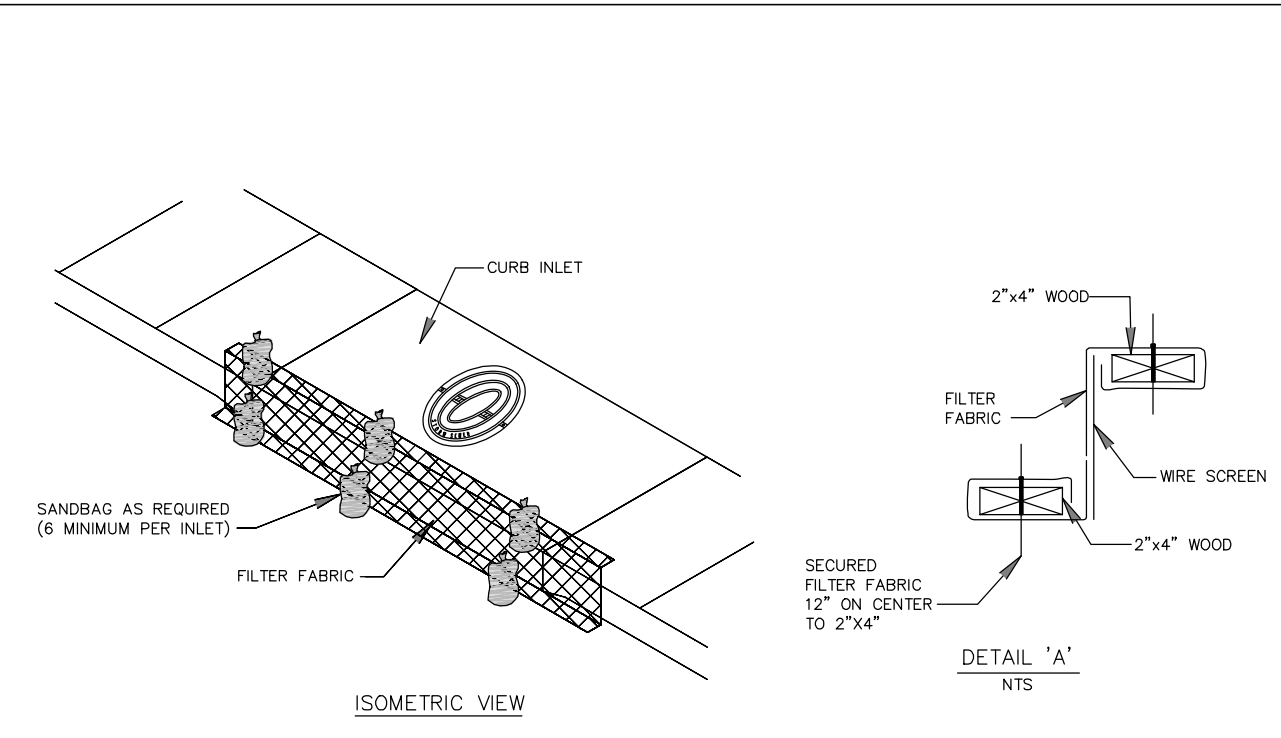 CURB INLET
SANDBAG AS REQUIRED
(6 MINIMUM PER INLET)
FILTER FABRIC
ISOMETRIC VIEW
2"x4" WOOD
FILTER
FABRIC
WIRE SCREEN
2"x4" WOOD
SECURED
FILTER FABRIC
12" ON CENTER
TO 2"X4"
DETAIL 'A'
NTS